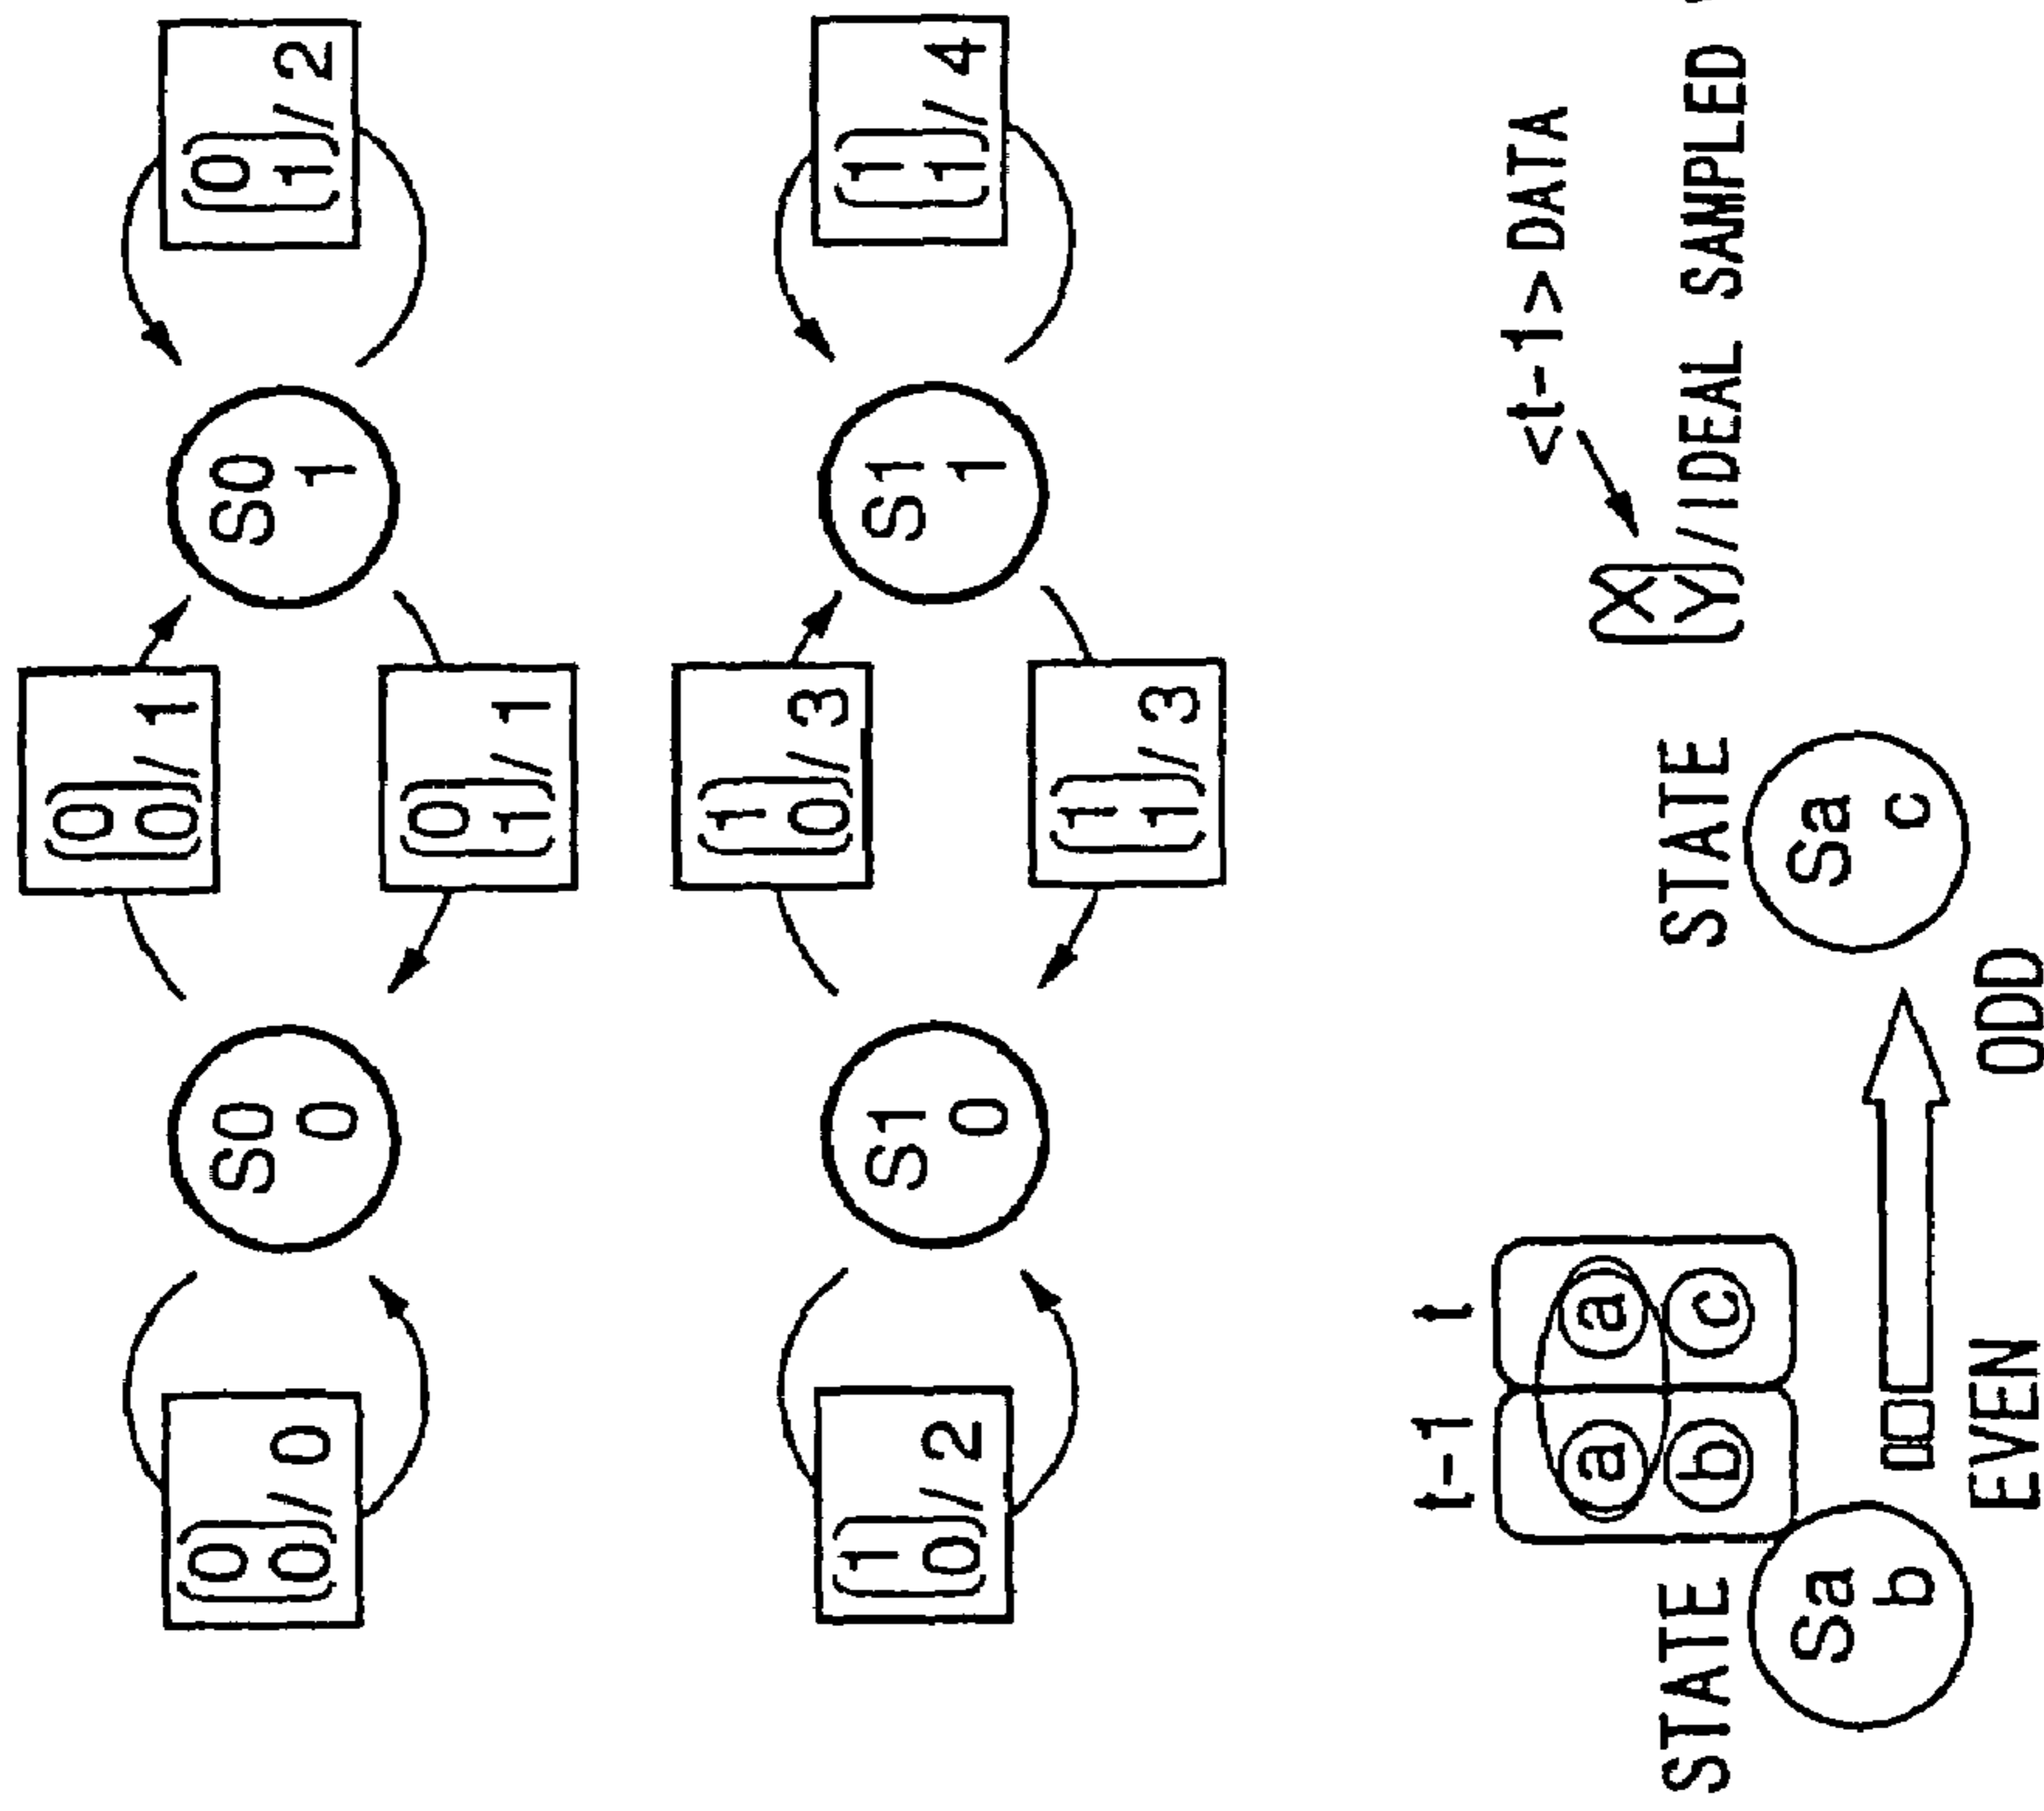 (0
0)/1
(0
0)/0
S0
0
S0
1
(0
1)/2
(0
1)/1
(1
0)/3
(1
0)/2
S1
0
S1
1
(1
1)/4
(1
1)/3
t-1 t
a a
b c
<t-1>DATA
(X
Y)/IDEAL SAMPLED
STATE
Sa
b
STATE
Sa
c
EVEN ODD